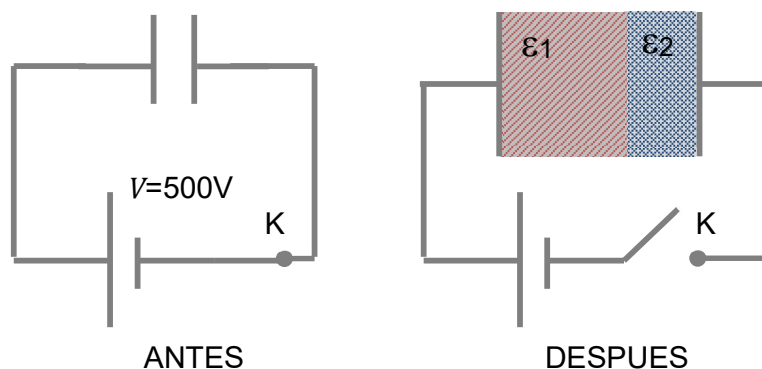 ε1 ε2
V=500V
K K
ANTES DESPUES